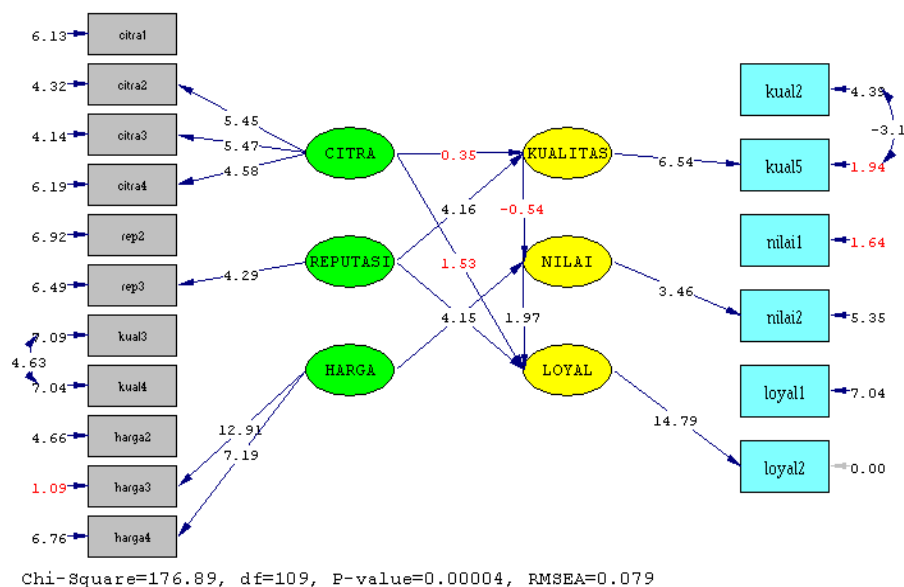 6.13 citra1
4.32 citra2
4.14 citra3
6.19 citra4
6.92 rep2
6.49 rep3
7.09 kual3
4.63
7.04 kual4
4.66 harga2
1.09 harga3
6.76 harga4
5.45
5.47
4.58
4.29
12.91
7.19
CITRA
REPUTASI
HARGA
0.35
4.16
-0.54
1.53
4.15
1.97
KUALITAS
NILAI
LOYAL
6.54
3.46
14.79
kual2 4.39
-3.1
kual5 1.94
nilai1 1.64
nilai2 5.35
loyal1 7.04
loyal2 0.00
Chi-Square=176.89, df=109, P-value=0.00004, RMSEA=0.079